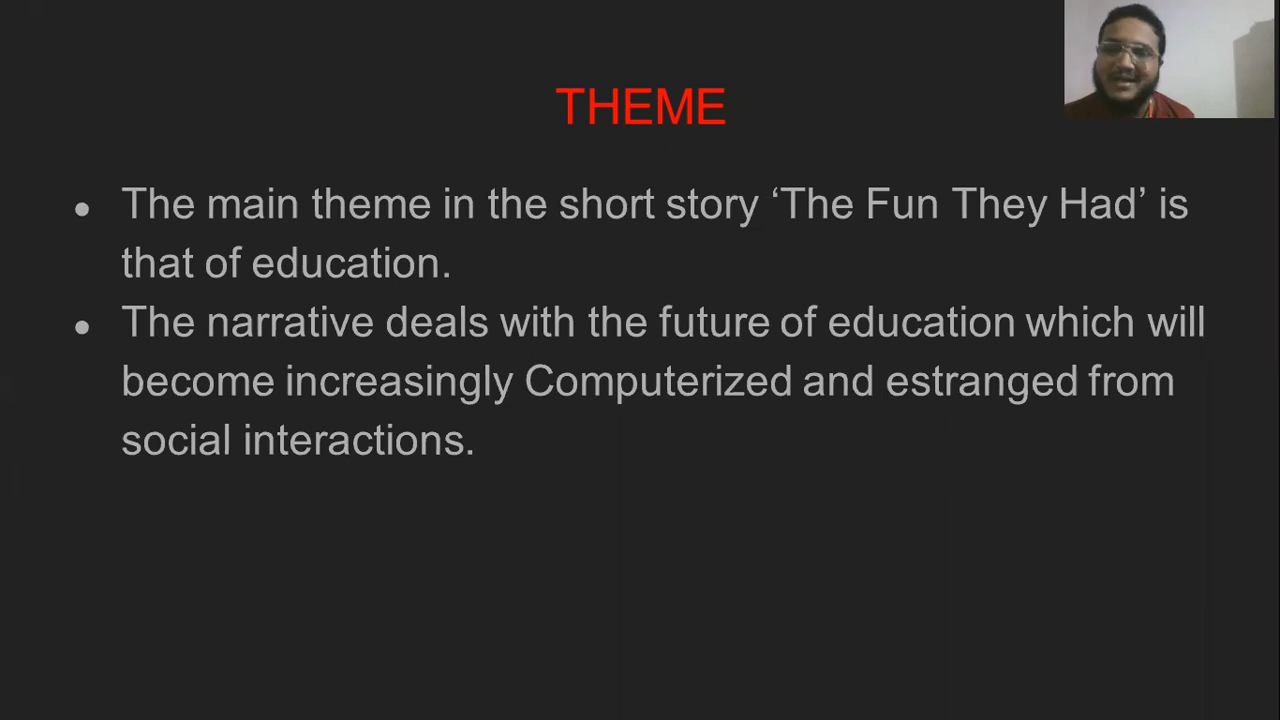 THEME
● The main theme in the short story ‘The Fun They Had’ is
that of education.
● The narrative deals with the future of education which will
become increasingly Computerized and estranged from
social interactions.